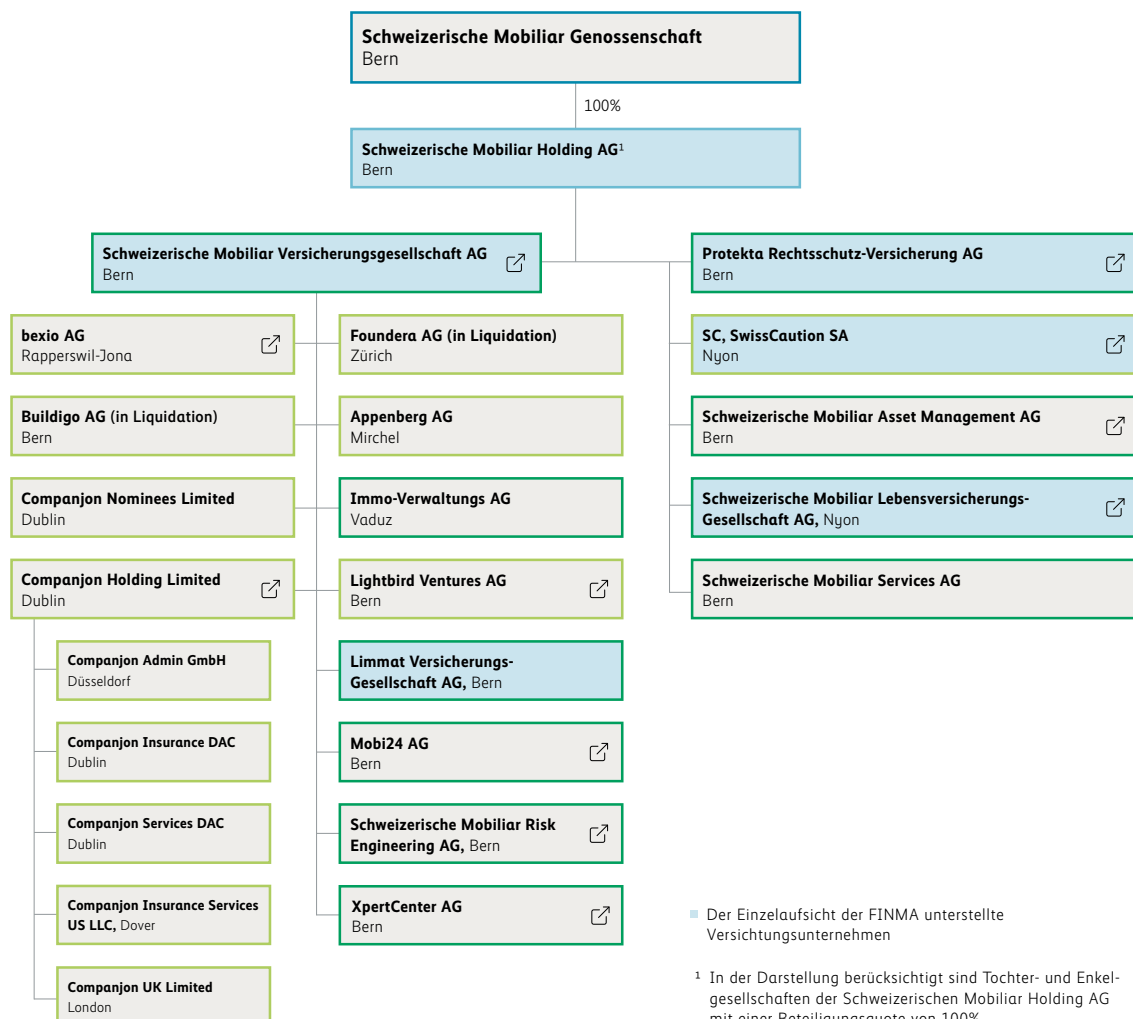 Schweizerische Mobiliar Genossenschaft
Bern
100%
Schweizerische Mobiliar Holding AG¹
Bern
Schweizerische Mobiliar Versicherungsgesellschaft AG
Bern
Protekta Rechtsschutz-Versicherung AG
Bern
bexio AG
Rapperswil-Jona
Foundera AG (in Liquidation)
Zürich
SC, SwissCaution SA
Nyon
Buildigo AG (in Liquidation)
Bern
Appenberg AG
Mirchel
Schweizerische Mobiliar Asset Management AG
Bern
Companjon Nominees Limited
Dublin
Immo-Verwaltungs AG
Vaduz
Schweizerische Mobiliar Lebensversicherungs-
Gesellschaft AG, Nyon
Companjon Holding Limited
Dublin
Lightbird Ventures AG
Bern
Schweizerische Mobiliar Services AG
Bern
Companjon Admin GmbH
Düsseldorf
Limmat Versicherungs-
Gesellschaft AG, Bern
Companjon Insurance DAC
Dublin
Mobi24 AG
Bern
Companjon Services DAC
Dublin
Schweizerische Mobiliar Risk
Engineering AG, Bern
Companjon Insurance Services
US LLC, Dover
XpertCenter AG
Bern
Companjon UK Limited
London
Der Einzelaufsicht der FINMA unterstellte
Versichtungsunternehmen
¹ In der Darstellung berücksichtigt sind Tochter- und Enkel-
gesellschaften der Schweizerischen Mobiliar Holding AG
mit einer Beteiligungsquote von 100%